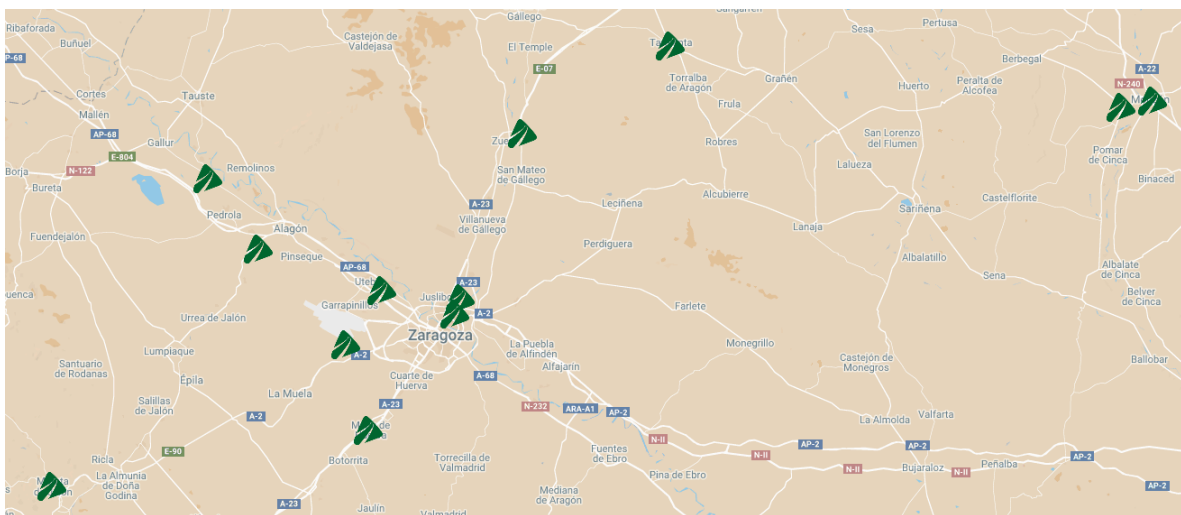 Gállego
Sangarrén
Ribaforada
Sesa
Pertusa
Castejón de
Valdejasa
Buñuel
El Temple
Berbegal
AP-68
E-07
A-22
N-240
Torralba
de Aragón
Grañén
Huerto
Peralta de
Alcofea
Cortes
Tauste
Frula
Mallén
AP-68
San Lorenzo
del Flumen
Gallur
Robres
E-804
Pomar
de Cinca
N-122
Remolinos
San Mateo
de Gállego
Lalueza
Borja
Binaced
Bureta
Alcubierre
Castelflorite
Leciñena
A-23
Sariñena
Pedrola
Villanueva
de Gállego
Alagón
Lanaja
Fuendejalón
Perdiguera
Pinseque
Albalatillo
AP-68
Albalate
de Cinca
Sena
A-23
Belver
de Cinca
Garrapinillos
Farlete
A-2
Urrea de Jalón
Zaragoza
La Puebla
de Alfindén
Monegrillo
Lumpiaque
A-2
Castejón de
Monegros
Ballobar
Santuario
de Rodanas
Alfajarín
Cuarte de
Huerva
A-68
Épila
La Muela
A-23
Salillas
de Jalón
N-232
ARA-A1
AP-2
Valfarta
A-2
La Almolda
N-II
AP-2
AP-2
E-90
Fuentes
de Ebro
N-II
AP-2
Ricla
Botorrita
Torrecilla de
Valmadrid
N-II
Bujaraloz
Peñalba
La Almunia
de Doña
Godina
Pina de Ebro
AP-2
Mediana
de Aragón
A-23
Jaulín
Valmadrid